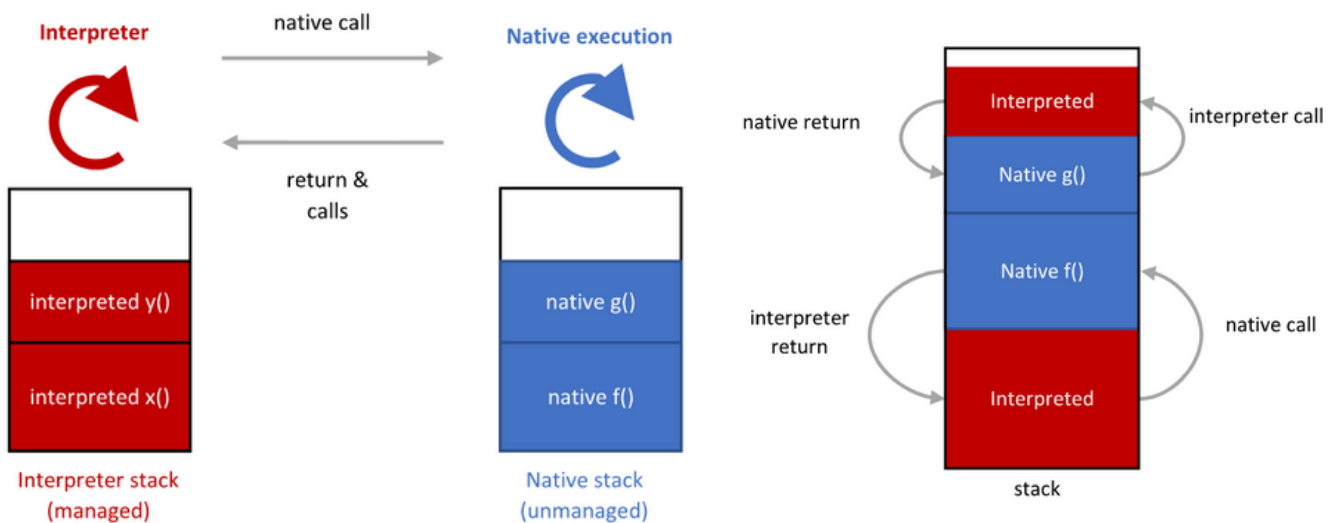 Interpreter
native call
Native execution
return &
calls
interpreted y()
interpreted x()
Interpreter stack
(managed)
native g()
native f()
Native stack
(unmanaged)
native return
Interpreted
interpreter call
Native g()
Native f()
interpreter
return
native call
Interpreted
stack